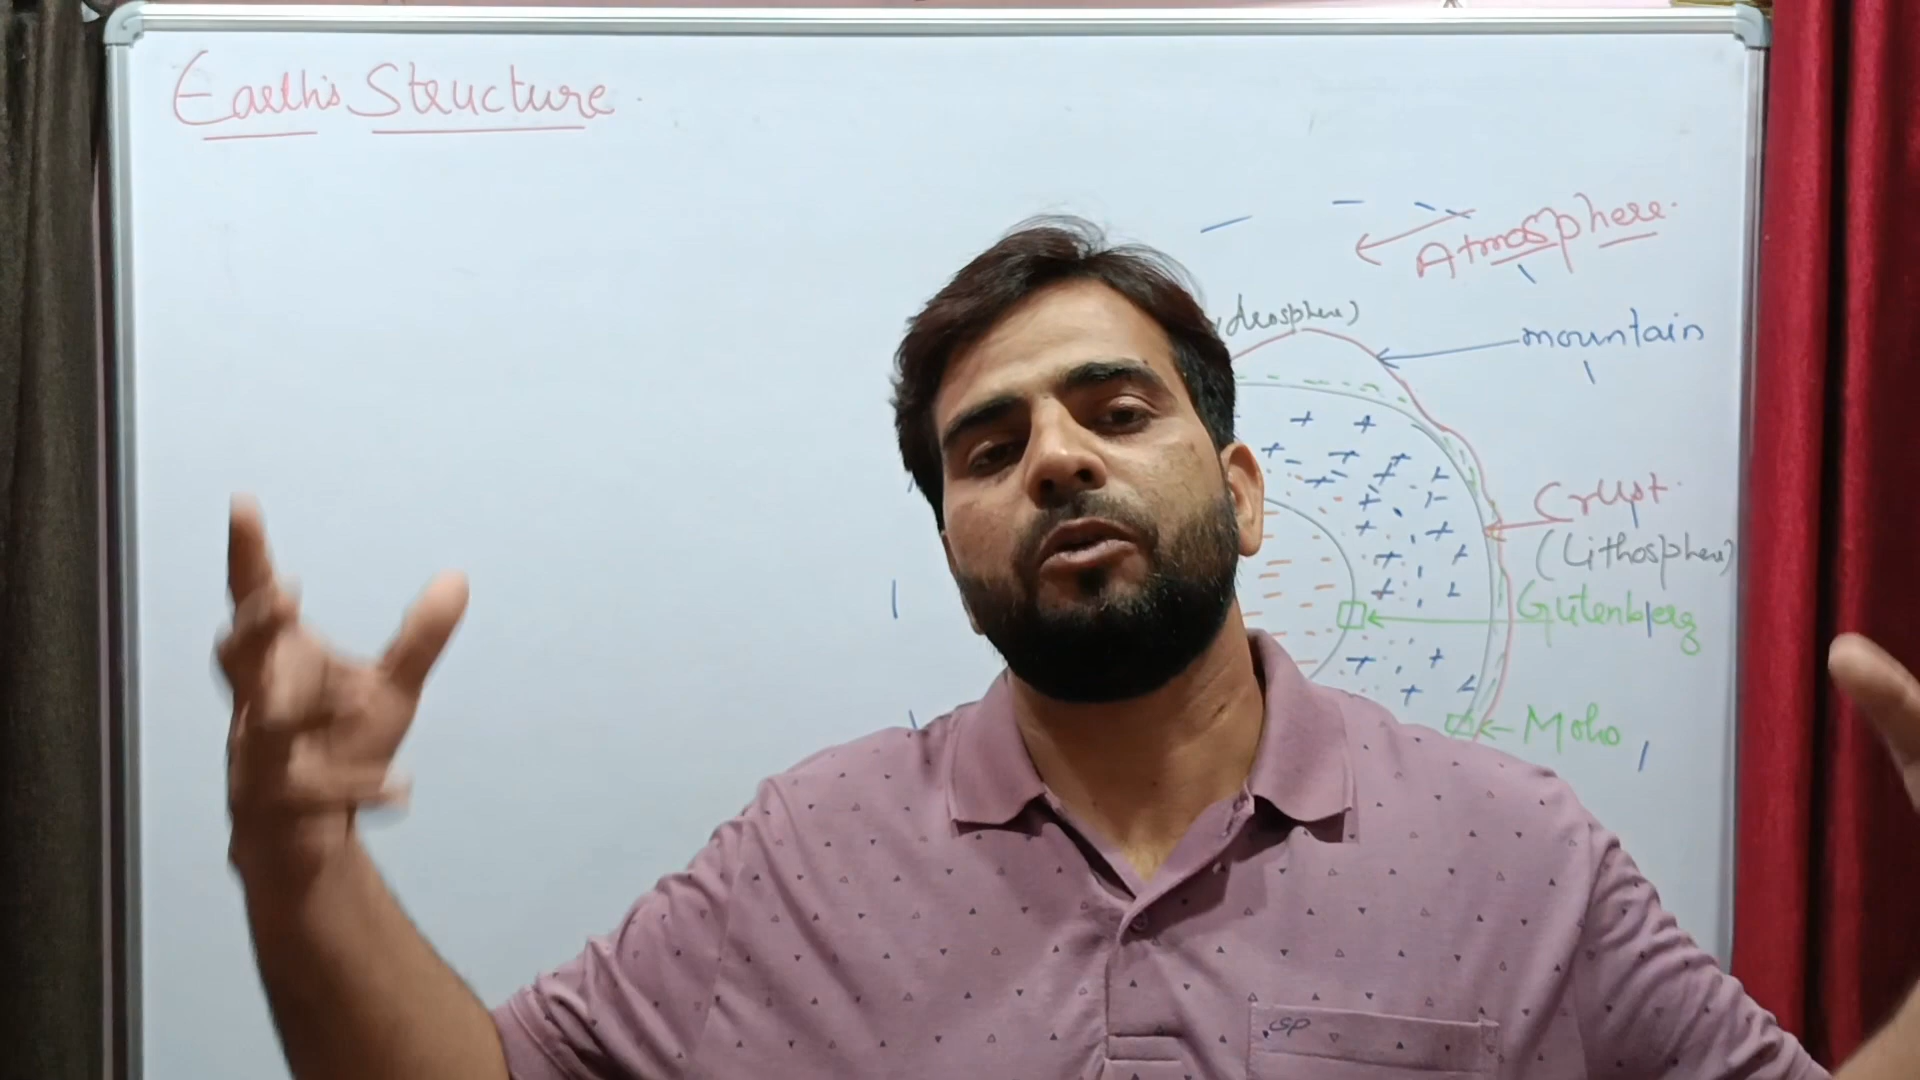 Earth's Structure
Atmosphere
mountain
Crust
(Lithosphere)
Gutenberg
Moho